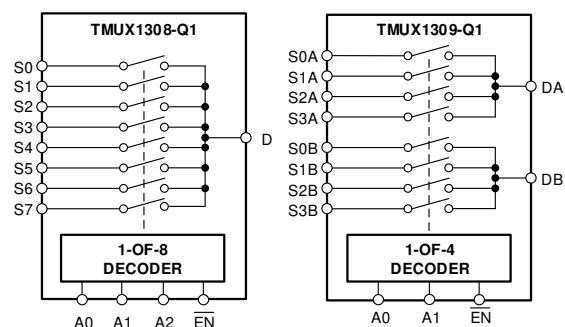 TMUX1308-Q1
S0
S1
S2
S3
S4
S5
S6
S7
D
1-OF-8
DECODER
A0 A1 A2 EN
TMUX1309-Q1
S0A
S1A
S2A
S3A
DA
S0B
S1B
S2B
S3B
DB
1-OF-4
DECODER
A0 A1 EN